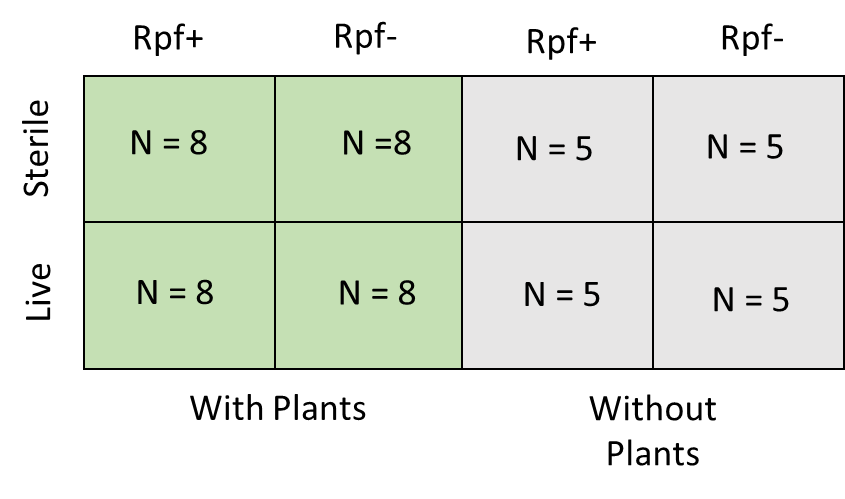 Rpf+ Rpf- Rpf+ Rpf-
Sterile N = 8 N =8 N = 5 N = 5
Live N = 8 N = 8 N = 5 N = 5
With Plants Without
Plants